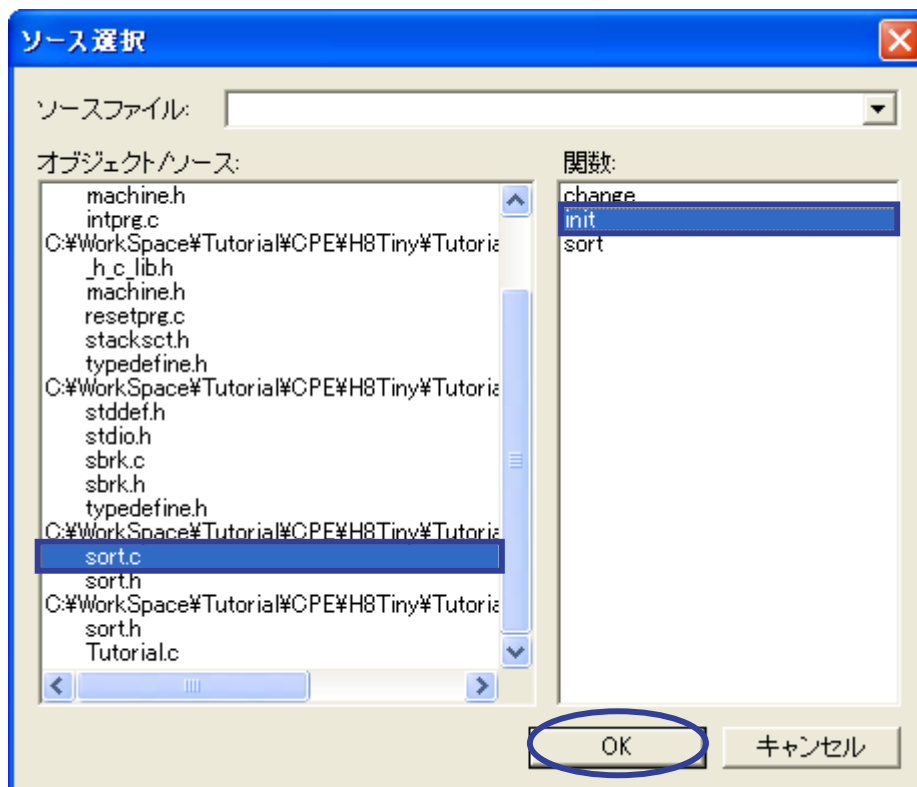 ソース選択
ソースファイル:
オブジェクト/ソース:
machine.h
intprg.c
C:¥WorkSpace¥Tutorial¥CPE¥H8Tiny¥Tutoria
_h_c_lib.h
machine.h
resetprg.c
stacksct.h
typedefine.h
C:¥WorkSpace¥Tutorial¥CPE¥H8Tiny¥Tutoria
stddef.h
stdio.h
sbrk.c
sbrk.h
typedefine.h
C:¥WorkSpace¥Tutorial¥CPE¥H8Tiny¥Tutoria
sort.c
sort.h
C:¥WorkSpace¥Tutorial¥CPE¥H8Tiny¥Tutoria
sort.h
Tutorial.c
関数:
change
init
sort
OK
キャンセル